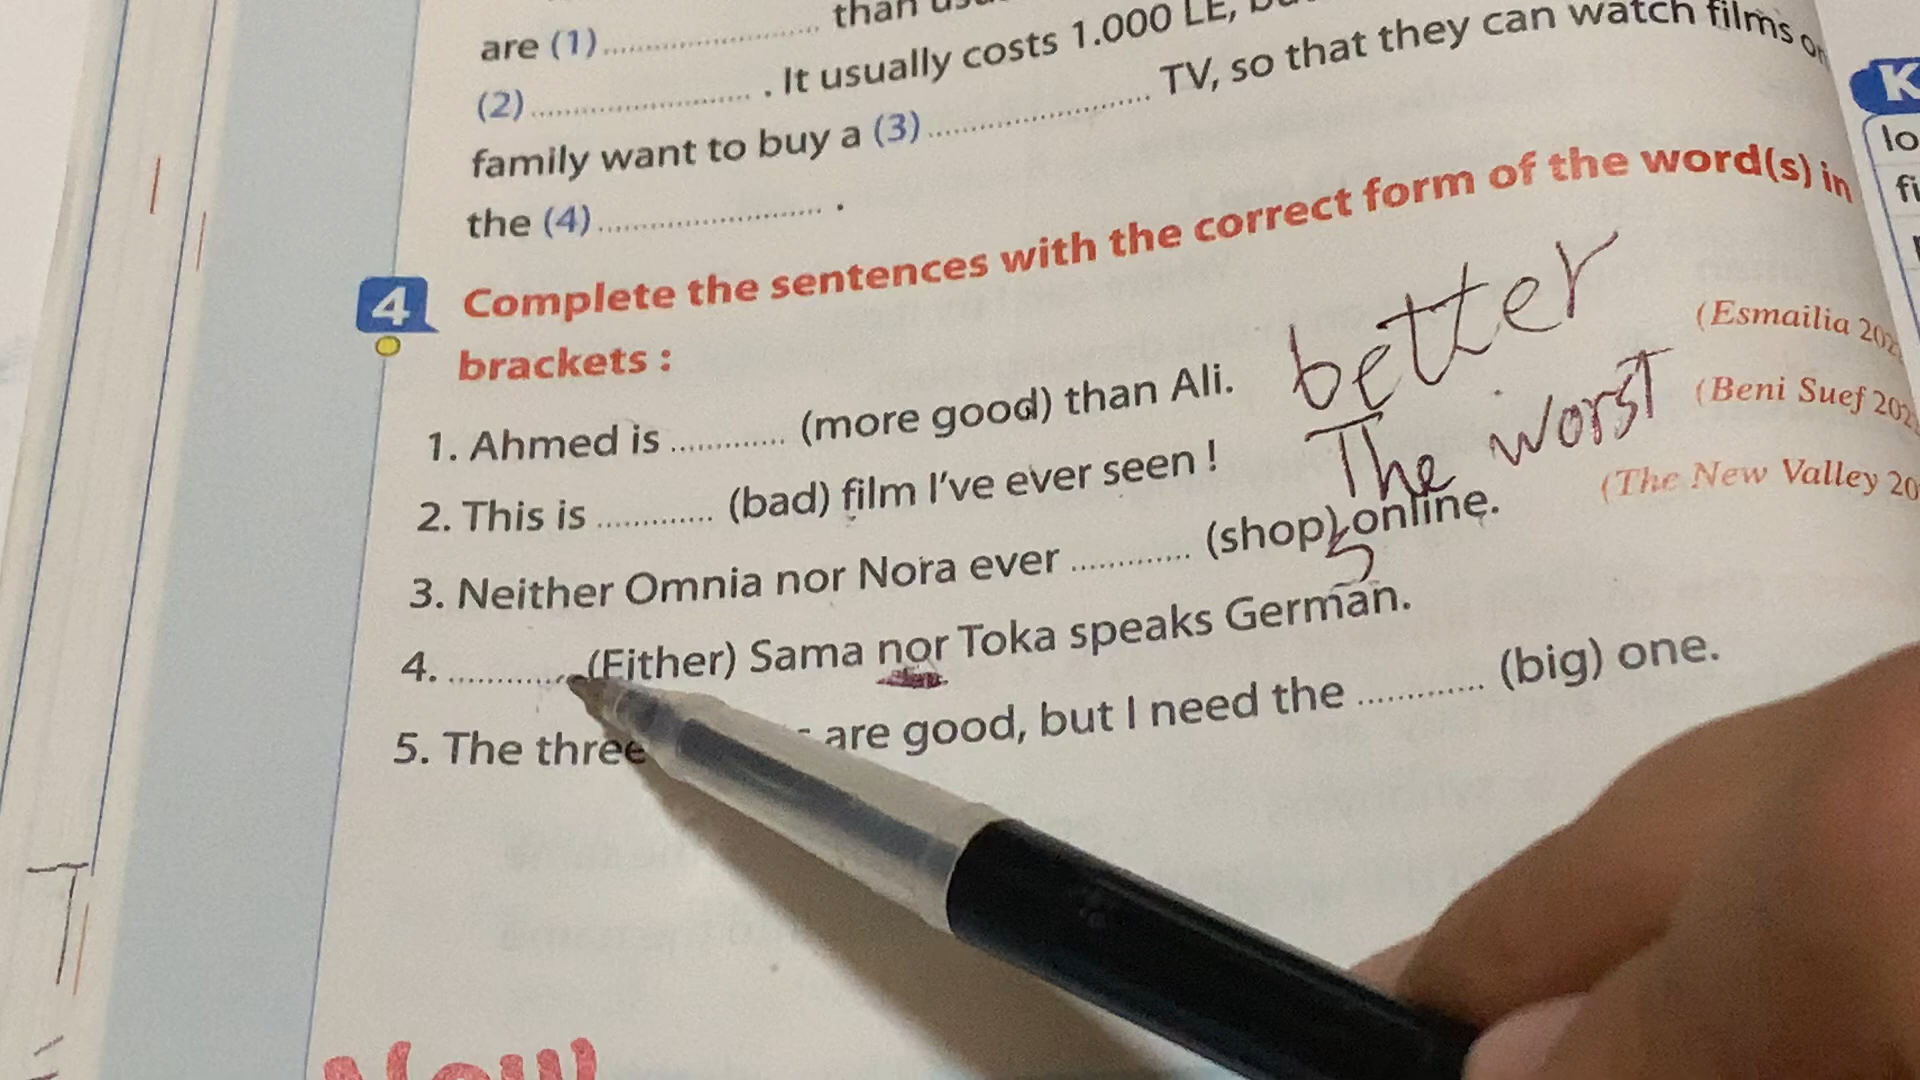 are (1) .................... than
(2) .................... . It usually costs 1.000 LE,
family want to buy a (3) .................... TV, so that they can watch films
the (4) .................... .
4 Complete the sentences with the correct form of the word(s) in
brackets :
1. Ahmed is ............ (more good) than Ali. better (Esmailia
2. This is ............ (bad) film I've ever seen ! The worst (Beni Suef
3. Neither Omnia nor Nora ever ............ (shop) s online. (The New Valley
4. ............ (Either) Sama nor Toka speaks German.
5. The three are good, but I need the ............ (big) one.